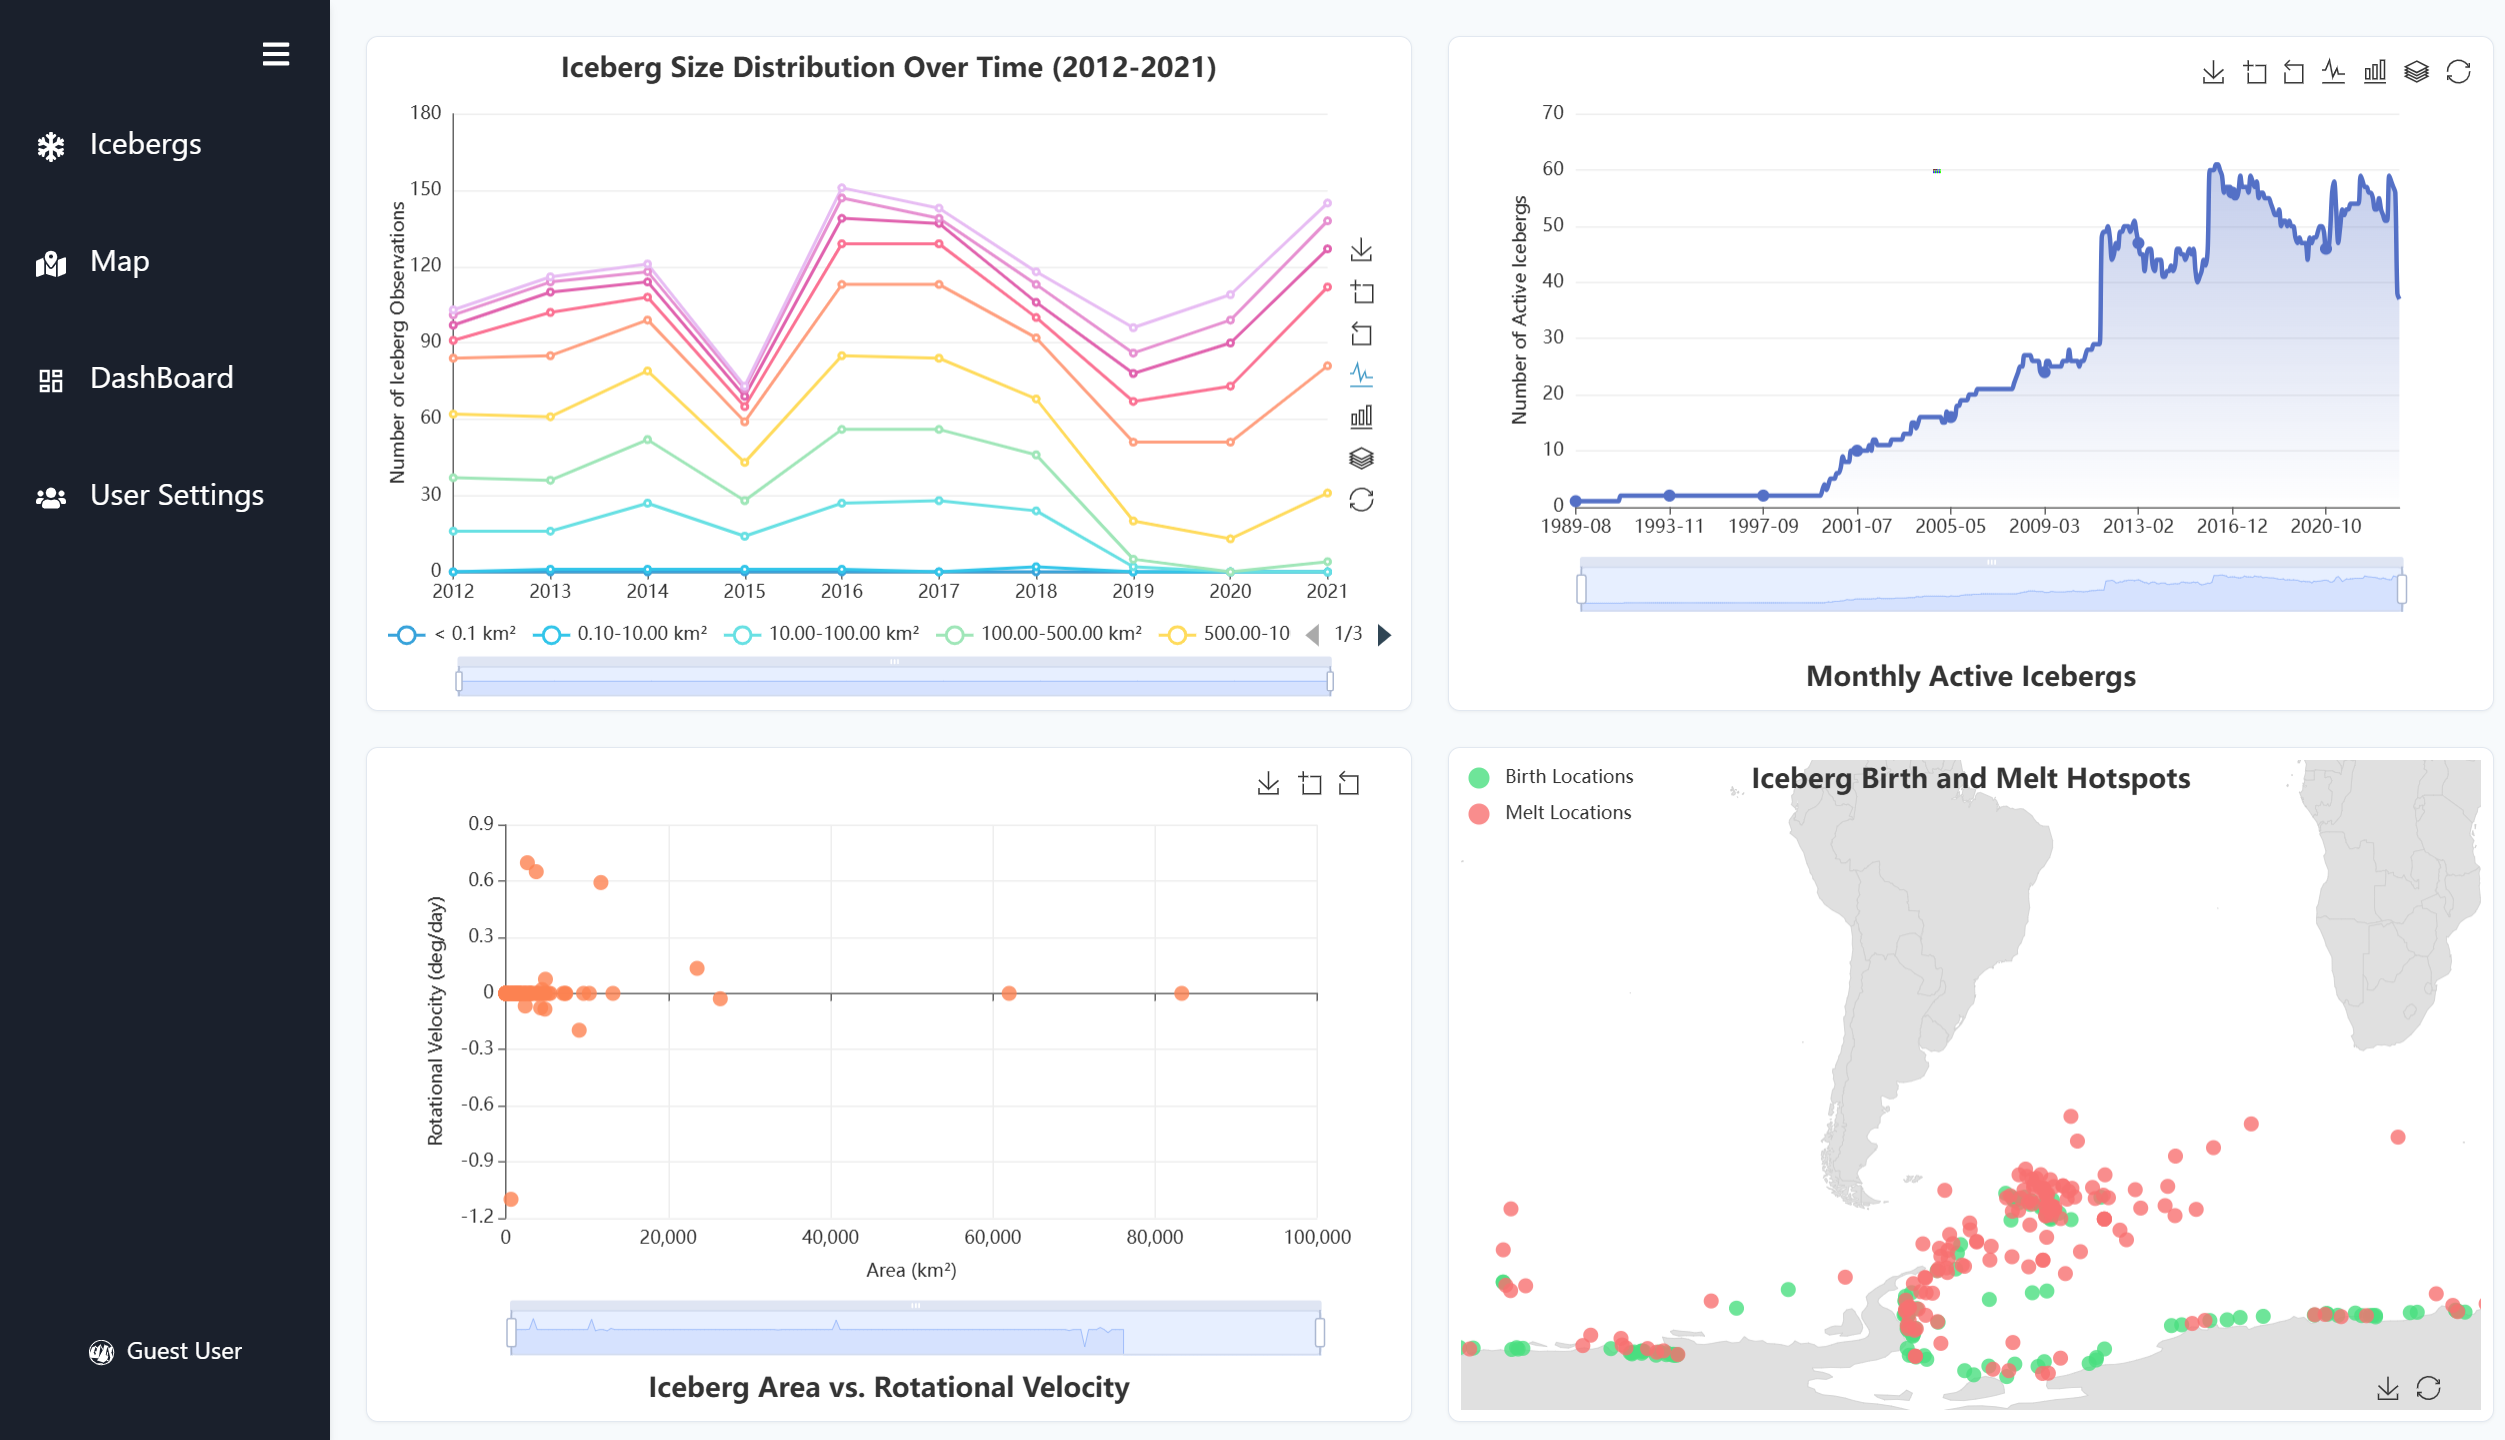 Icebergs
Map
DashBoard
User Settings
Guest User
Iceberg Size Distribution Over Time (2012-2021)
Number of Iceberg Observations
180
150
120
90
60
30
0
2012 2013 2014 2015 2016 2017 2018 2019 2020 2021
< 0.1 km² 0.10-10.00 km² 10.00-100.00 km² 100.00-500.00 km² 500.00-10 1/3
Number of Active Icebergs
70
60
50
40
30
20
10
0
1989-08 1993-11 1997-09 2001-07 2005-05 2009-03 2013-02 2016-12 2020-10
Monthly Active Icebergs
Rotational Velocity (deg/day)
0.9
0.6
0.3
0
-0.3
-0.6
-0.9
-1.2
0 20,000 40,000 60,000 80,000 100,000
Area (km²)
Iceberg Area vs. Rotational Velocity
Iceberg Birth and Melt Hotspots
Birth Locations
Melt Locations